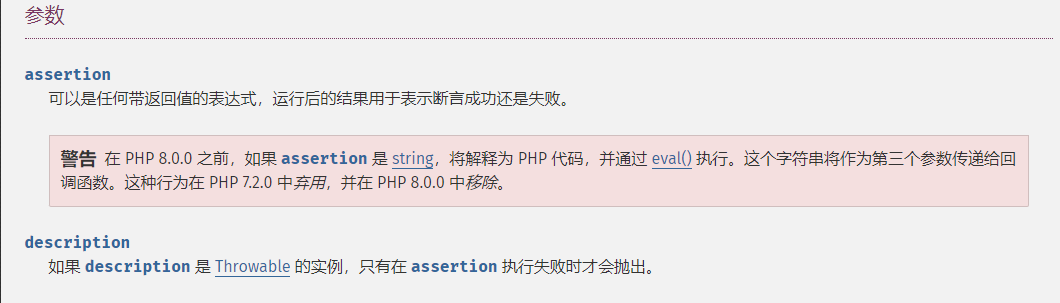 参数
assertion
可以是任何带返回值的表达式，运行后的结果用于表示断言成功还是失败。
警告 在 PHP 8.0.0 之前，如果 assertion 是 string，将解释为 PHP 代码，并通过 eval() 执行。这个字符串将作为第三个参数传递给回
调函数。这种行为在 PHP 7.2.0 中弃用，并在 PHP 8.0.0 中移除。
description
如果 description 是 Throwable 的实例，只有在 assertion 执行失败时才会抛出。